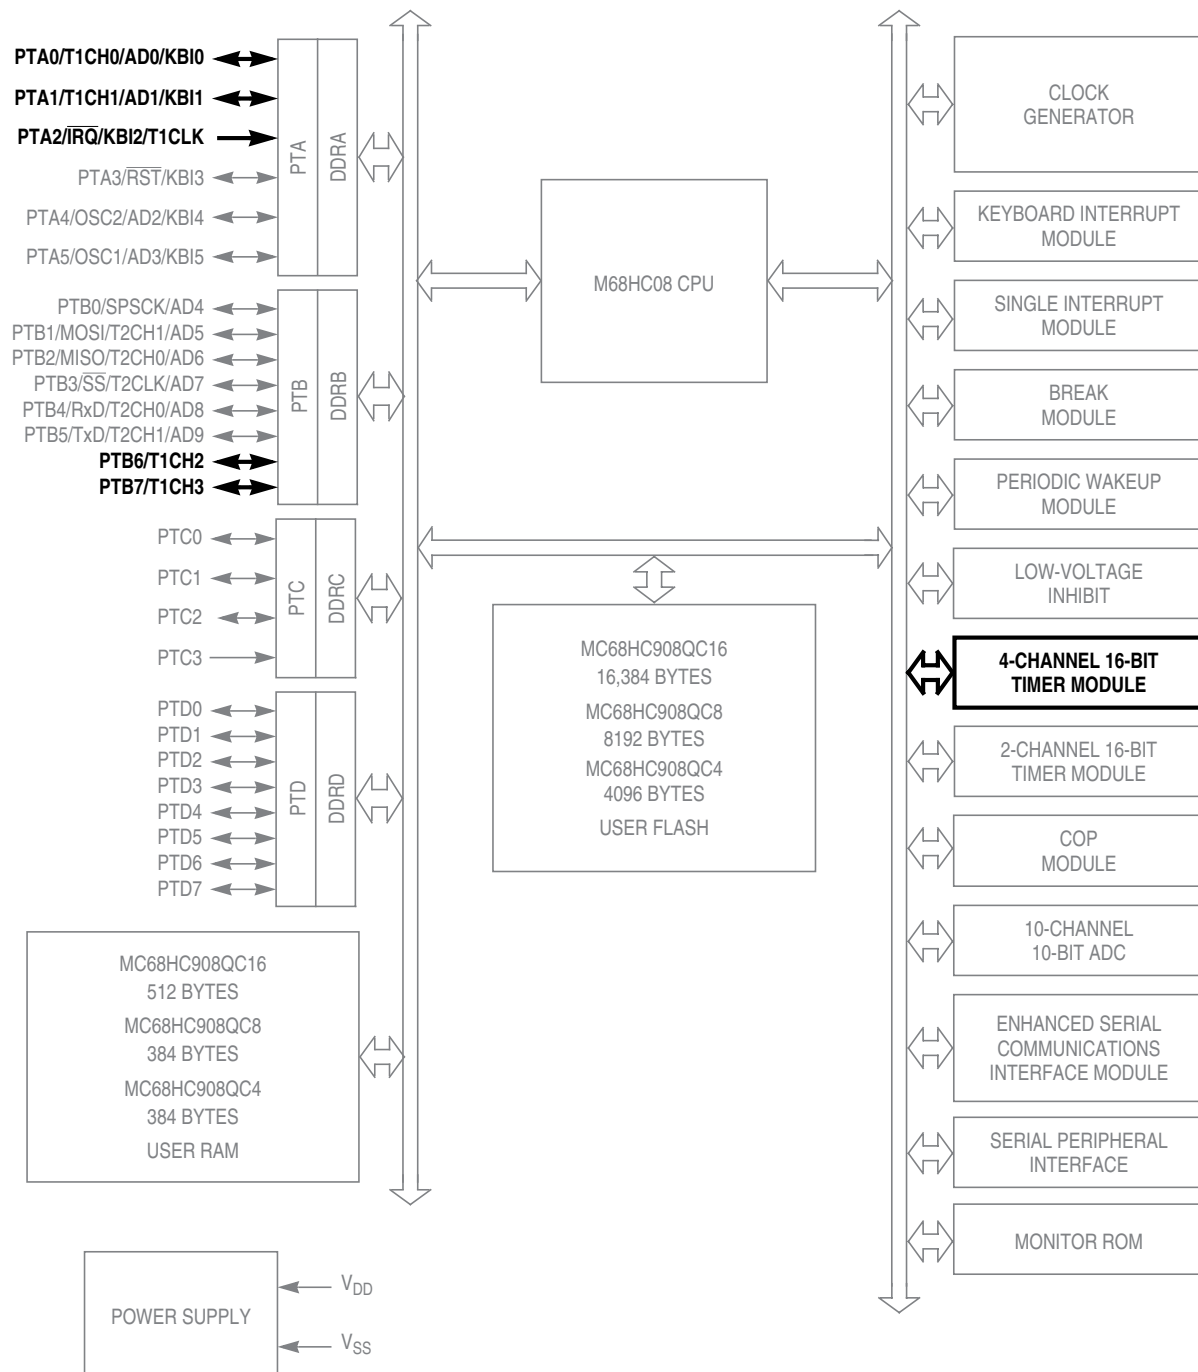 PTA0/T1CH0/AD0/KBI0
PTA1/T1CH1/AD1/KBI1
PTA2/I̅R̅Q̅/KBI2/T1CLK
PTA3/R̅S̅T̅/KBI3
PTA4/OSC2/AD2/KBI4
PTA5/OSC1/AD3/KBI5
PTA
DDRA
PTB0/SPSCK/AD4
PTB1/MOSI/T2CH1/AD5
PTB2/MISO/T2CH0/AD6
PTB3/S̅S̅/T2CLK/AD7
PTB4/RxD/T2CH0/AD8
PTB5/TxD/T2CH1/AD9
PTB6/T1CH2
PTB7/T1CH3
PTB
DDRB
PTC0
PTC1
PTC2
PTC3
PTC
DDRC
PTD0
PTD1
PTD2
PTD3
PTD4
PTD5
PTD6
PTD7
PTD
DDRD
MC68HC908QC16
512 BYTES
MC68HC908QC8
384 BYTES
MC68HC908QC4
384 BYTES
USER RAM
POWER SUPPLY
VDD
VSS
M68HC08 CPU
MC68HC908QC16
16,384 BYTES
MC68HC908QC8
8192 BYTES
MC68HC908QC4
4096 BYTES
USER FLASH
CLOCK
GENERATOR
KEYBOARD INTERRUPT
MODULE
SINGLE INTERRUPT
MODULE
BREAK
MODULE
PERIODIC WAKEUP
MODULE
LOW-VOLTAGE
INHIBIT
4-CHANNEL 16-BIT
TIMER MODULE
2-CHANNEL 16-BIT
TIMER MODULE
COP
MODULE
10-CHANNEL
10-BIT ADC
ENHANCED SERIAL
COMMUNICATIONS
INTERFACE MODULE
SERIAL PERIPHERAL
INTERFACE
MONITOR ROM